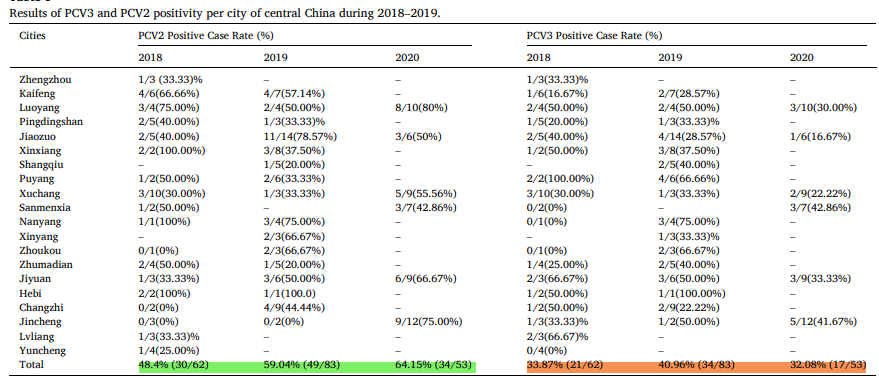 Results of PCV3 and PCV2 positivity per city of central China during 2018–2019.
Cities PCV2 Positive Case Rate (%) PCV3 Positive Case Rate (%)
2018 2019 2020 2018 2019 2020
Zhengzhou 1/3 (33.33)% – – 1/3(33.33)% – –
Kaifeng 4/6(66.66%) 4/7(57.14%) – 1/6(16.67%) 2/7(28.57%) –
Luoyang 3/4(75.00%) 2/4(50.00%) 8/10(80%) 2/4(50.00%) 2/4(50.00%) 3/10(30.00%)
Pingdingshan 2/5(40.00%) 1/3(33.33)% – 1/5(20.00%) 1/3(33.33)% –
Jiaozuo 2/5(40.00%) 11/14(78.57%) 3/6(50%) 2/5(40.00%) 4/14(28.57%) 1/6(16.67%)
Xinxiang 2/2(100.00%) 3/8(37.50%) – 1/2(50.00%) 3/8(37.50%) –
Shangqiu – 1/5(20.00%) – – 2/5(40.00%) –
Puyang 1/2(50.00%) 2/6(33.33%) – 2/2(100.00%) 4/6(66.66%) –
Xuchang 3/10(30.00%) 1/3(33.33%) 5/9(55.56%) 3/10(30.00%) 1/3(33.33%) 2/9(22.22%)
Sanmenxia 1/2(50.00%) – 3/7(42.86%) 0/2(0%) – 3/7(42.86%)
Nanyang 1/1(100%) 3/4(75.00%) – 0/1(0%) 3/4(75.00%) –
Xinyang – 2/3(66.67%) – – 1/3(33.33)% –
Zhoukou 0/1(0%) 2/3(66.67%) – 0/1(0%) 2/3(66.67%) –
Zhumadian 2/4(50.00%) 1/5(20.00%) – 1/4(25.00%) 2/5(40.00%) –
Jiyuan 1/3(33.33%) 3/6(50.00%) 6/9(66.67%) 2/3(66.67%) 3/6(50.00%) 3/9(33.33%)
Hebi 2/2(100%) 1/1(100.0) – 1/2(50.00%) 1/1(100.00%) –
Changzhi 0/2(0%) 4/9(44.44%) – 1/2(50.00%) 2/9(22.22%) –
Jincheng 0/3(0%) 0/2(0%) 9/12(75.00%) 1/3(33.33)% 1/2(50.00%) 5/12(41.67%)
Lvliang 1/3(33.33)% 2/3(66.67)%
Yuncheng 1/4(25.00%) – – 0/4(0%) – –
Total 48.4% (30/62) 59.04% (49/83) 64.15% (34/53) 33.87% (21/62) 40.96% (34/83) 32.08% (17/53)